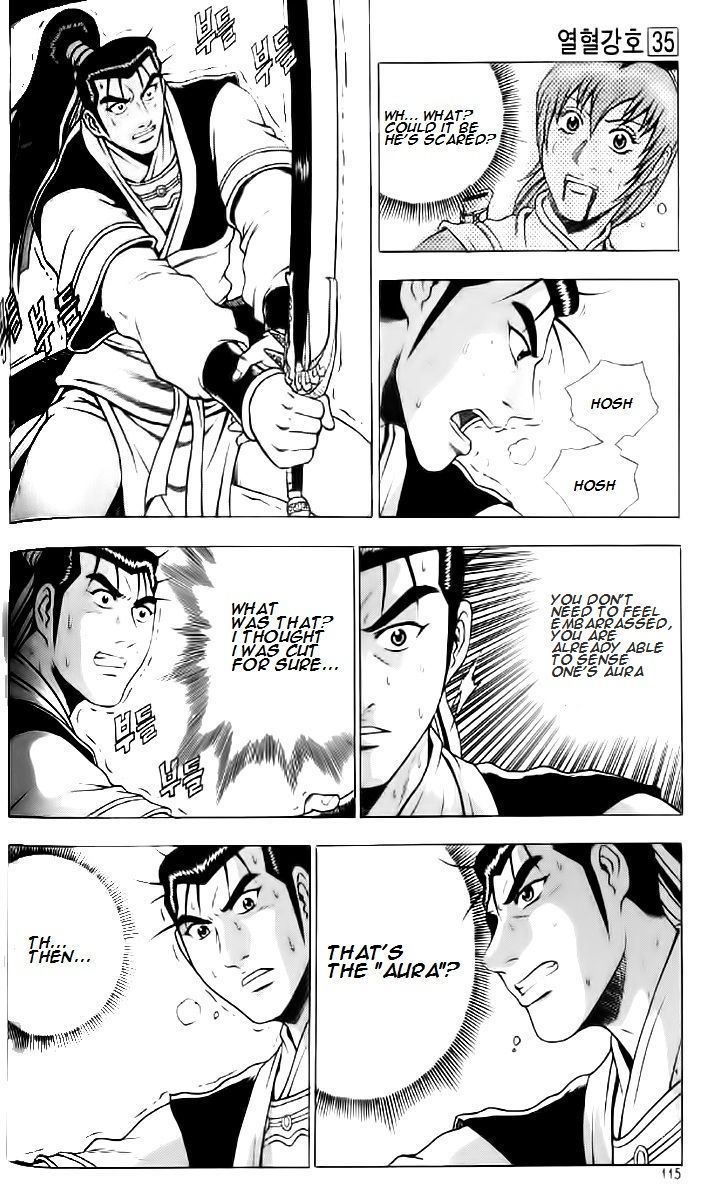 열혈강호 35
부들
부들
WH... WHAT?
COULD IT BE
HE'S SCARED?
부들
HOSH
HOSH
WHAT
WAS THAT?
I THOUGHT
I WAS CUT
FOR SURE...
부들
부들
YOU DON'T
NEED TO FEEL
EMBARRASSED,
YOU ARE
ALREADY ABLE
TO SENSE
ONE'S AURA
TH...
THEN...
THAT'S
THE "AURA"?
115